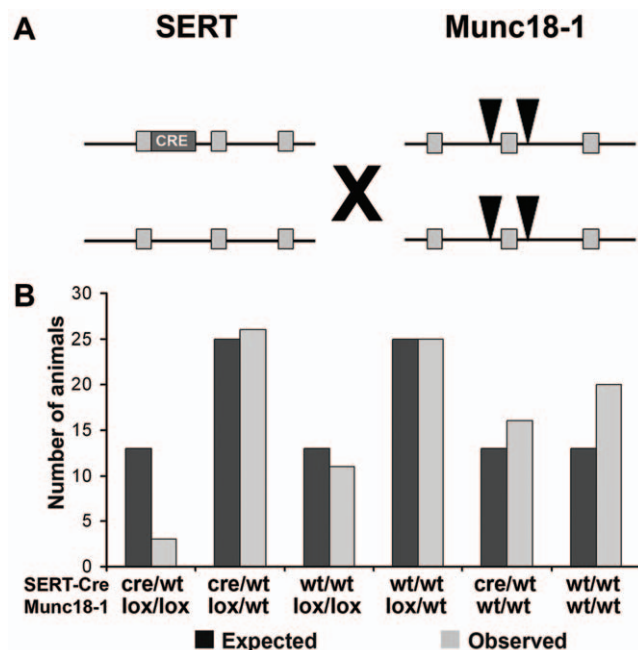 A
SERT Munc18-1
CRE
X
B
Number of animals
30
25
20
15
10
5
0
SERT-Cre cre/wt cre/wt wt/wt wt/wt cre/wt wt/wt
Munc18-1 lox/lox lox/wt lox/lox lox/wt wt/wt wt/wt
Expected Observed